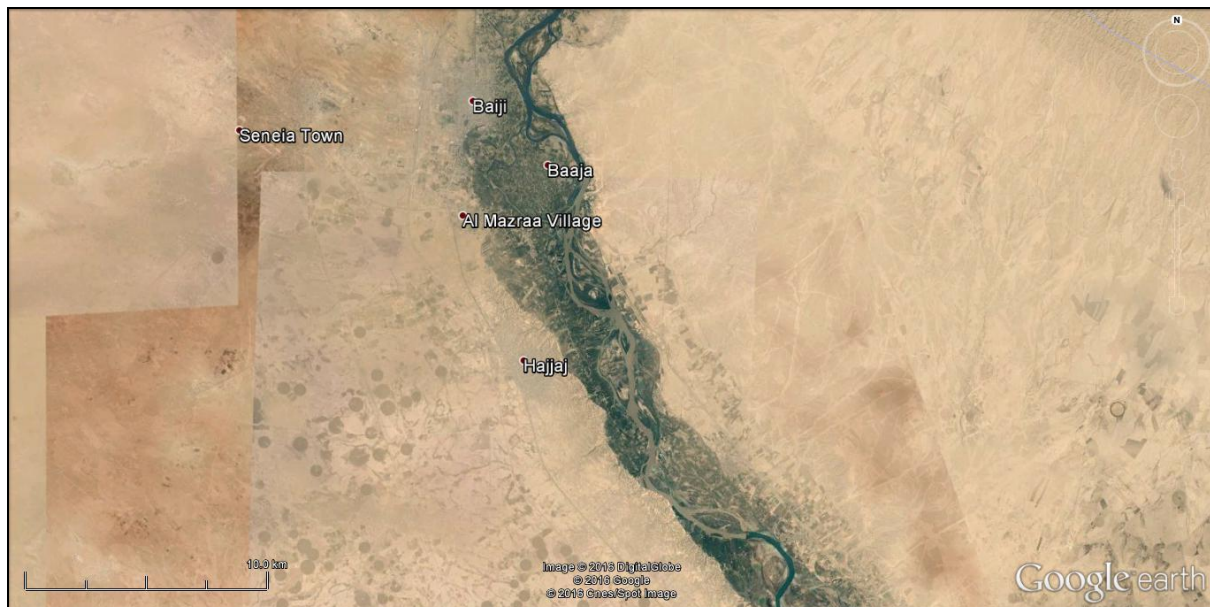 N
Baiji
Seneia Town
Baaja
Al Mazraa Village
Hajjaj
10.0 km
Image © 2016 DigitalGlobe
© 2016 Google
© 2016 Cnes/Spot Image
Google earth